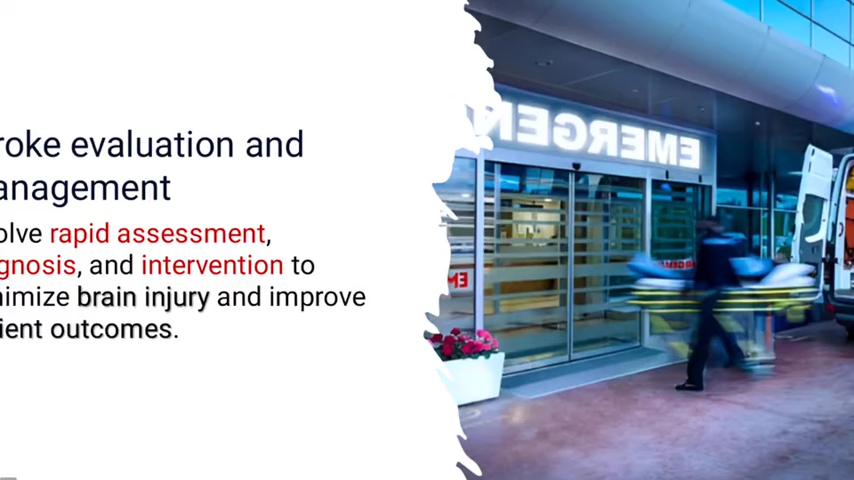 roke evaluation and
anagement
olve rapid assessment,
gnosis, and intervention to
nimize brain injury and improve
ient outcomes.
EMERGEN
EM